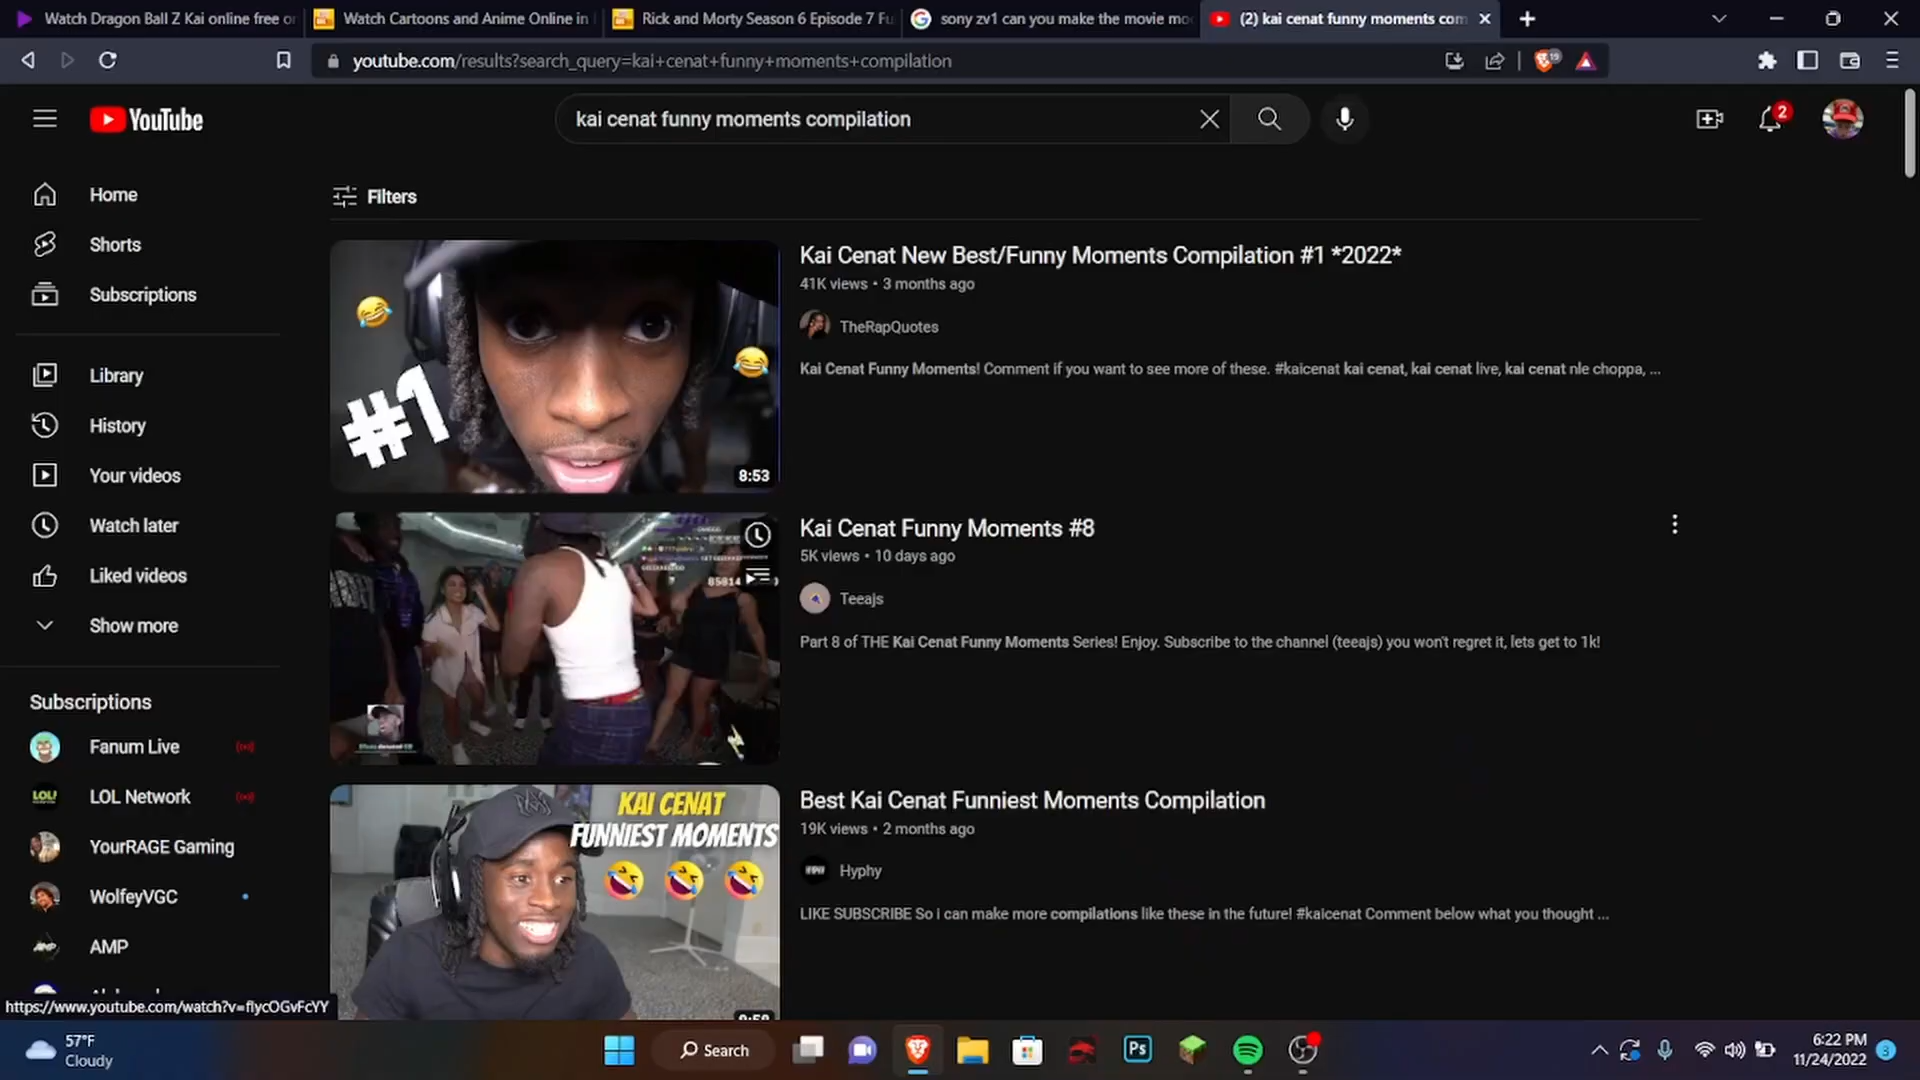 Watch Dragon Ball Z Kai online free or
Watch Cartoons and Anime Online in
Rick and Morty Season 6 Episode 7 Fu
sony zv1 can you make the movie mo
(2) kai cenat funny moments com
youtube.com/results?search_query=kai+cenat+funny+moments+compilation
19
YouTube
kai cenat funny moments compilation
2
Home
Shorts
Subscriptions
Library
History
Your videos
Watch later
Liked videos
Show more
Subscriptions
Fanum Live
LOL Network
YourRAGE Gaming
WolfeyVGC
AMP
Filters
#1
8:53
Kai Cenat New Best/Funny Moments Compilation #1 *2022*
41K views • 3 months ago
TheRapQuotes
Kai Cenat Funny Moments! Comment if you want to see more of these. #kaicenat kai cenat, kai cenat live, kai cenat nle choppa, ...
85814
Kai Cenat Funny Moments #8
5K views • 10 days ago
Teeajs
Part 8 of THE Kai Cenat Funny Moments Series! Enjoy. Subscribe to the channel (teeajs) you won't regret it, lets get to 1k!
KAI CENAT
FUNNIEST MOMENTS
Best Kai Cenat Funniest Moments Compilation
19K views • 2 months ago
Hyphy
LIKE SUBSCRIBE So i can make more compilations like these in the future! #kaicenat Comment below what you thought ...
https://www.youtube.com/watch?v=flycOGvFcYY
57°F
Cloudy
Search
Ps
6:22 PM
11/24/2022
3